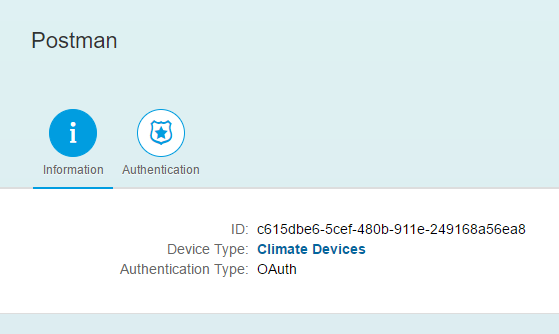 Postman
i
Information
Authentication
ID: c615dbe6-5cef-480b-911e-249168a56ea8
Device Type: Climate Devices
Authentication Type: OAuth